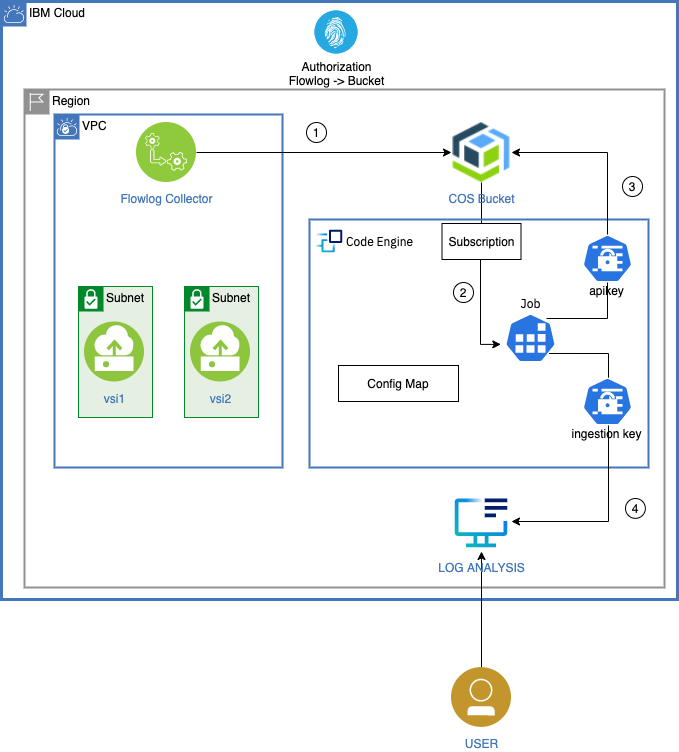 IBM Cloud
Authorization
Flowlog -> Bucket
Region
VPC
1
Flowlog Collector
COS Bucket
3
Code Engine
Subscription
apikey
2
Subnet
Subnet
Job
Config Map
vsi1
vsi2
ingestion key
4
LOG ANALYSIS
USER